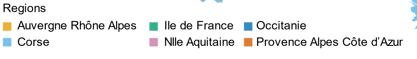 Regions
Auvergne Rhône Alpes Ile de France Occitanie
Corse Nlle Aquitaine Provence Alpes Côte d'Azur